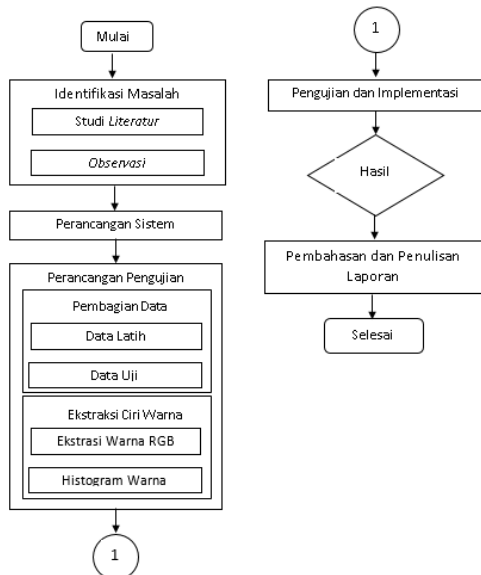 Mulai
Identifikasi Masalah
Studi Literatur
Observasi
Perancangan Sistem
Perancangan Pengujian
Pembagian Data
Data Latih
Data Uji
Ekstraksi Ciri Warna
Ekstrasi Warna RGB
Histogram Warna
1
1
Pengujian dan Implementasi
Hasil
Pembahasan dan Penulisan
Laporan
Selesai